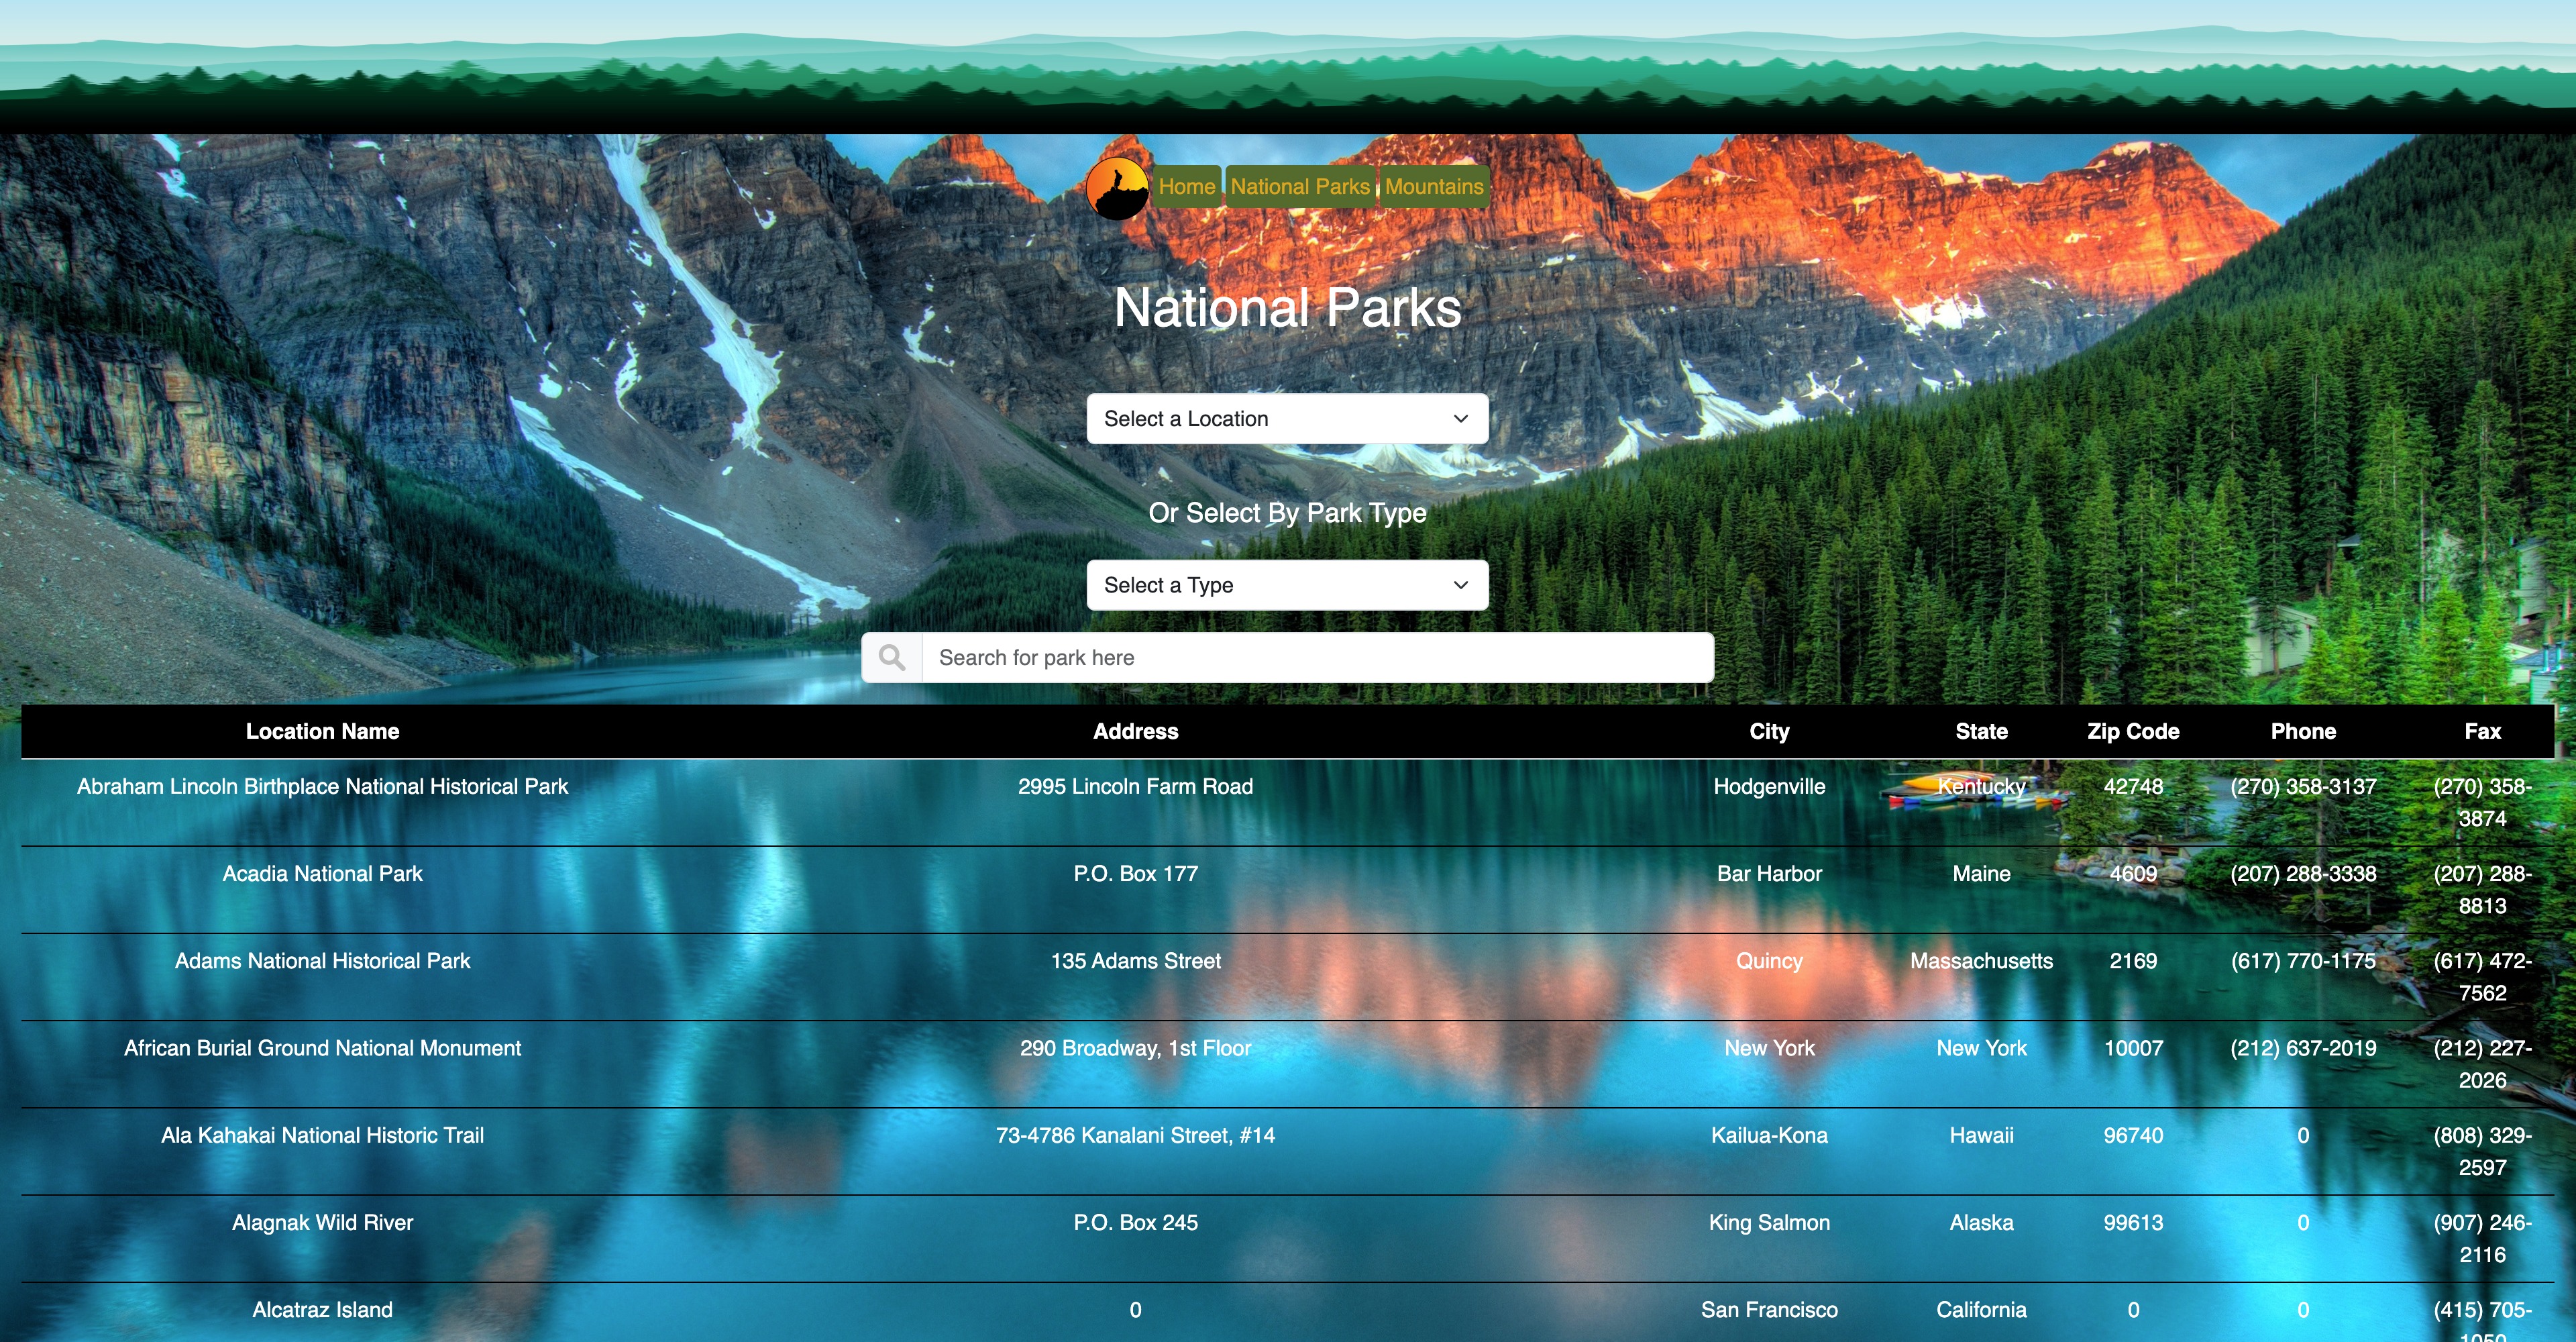 Home National Parks Mountains
National Parks
Select a Location
Or Select By Park Type
Select a Type
Search for park here
Location Name Address City State Zip Code Phone Fax
Abraham Lincoln Birthplace National Historical Park 2995 Lincoln Farm Road Hodgenville Kentucky 42748 (270) 358-3137 (270) 358-
3874
Acadia National Park P.O. Box 177 Bar Harbor Maine 4609 (207) 288-3338 (207) 288-
8813
Adams National Historical Park 135 Adams Street Quincy Massachusetts 2169 (617) 770-1175 (617) 472-
7562
African Burial Ground National Monument 290 Broadway, 1st Floor New York New York 10007 (212) 637-2019 (212) 227-
2026
Ala Kahakai National Historic Trail 73-4786 Kanalani Street, #14 Kailua-Kona Hawaii 96740 0 (808) 329-
2597
Alagnak Wild River P.O. Box 245 King Salmon Alaska 99613 0 (907) 246-
2116
Alcatraz Island 0 San Francisco California 0 0 (415) 705-